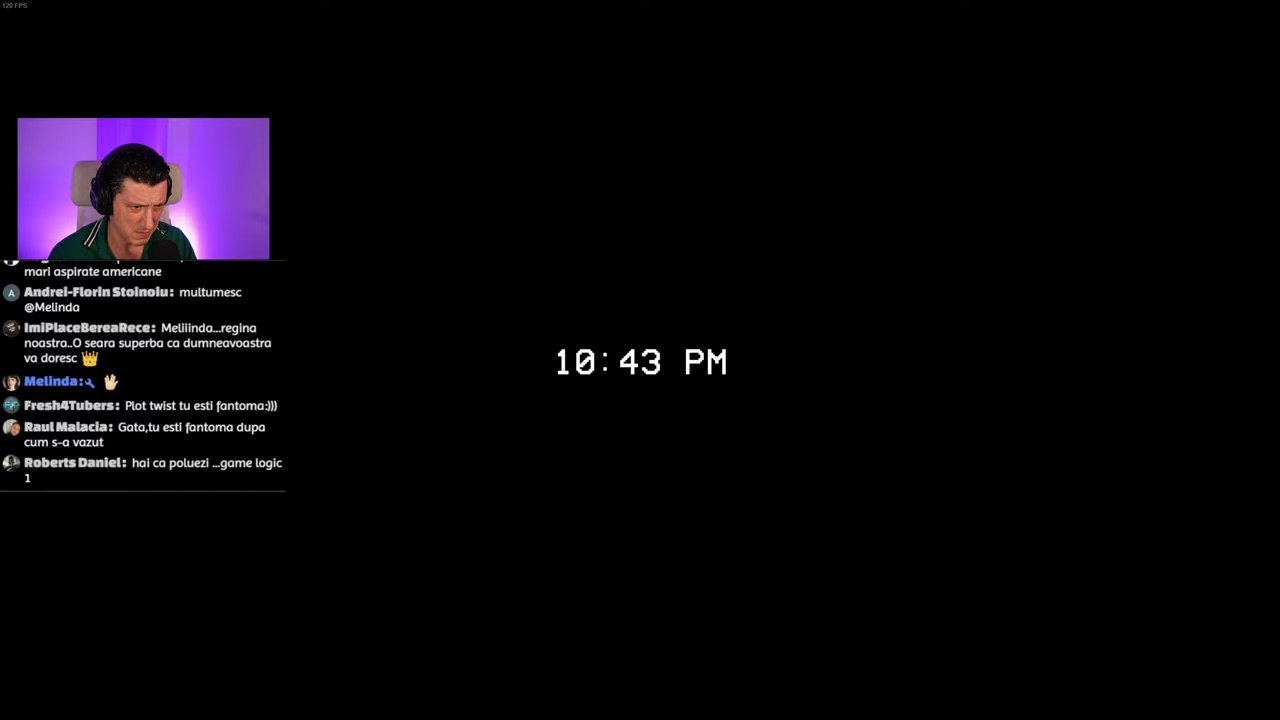 120 FPS
mari aspirate americane
Andrei-Florin Stoinoiu: multumesc
@Melinda
ImiPlaceBereaRece: Meliiinda...regina
noastra..O seara superba ca dumneavoastra
va doresc 👑
Melinda: 🖖🏻
Fresh4Tubers: Plot twist tu esti fantoma:)))
Raul Malacia: Gata,tu esti fantoma dupa
cum s-a vazut
Roberts Daniel: hai ca poluezi ...game logic
1
10:43 PM